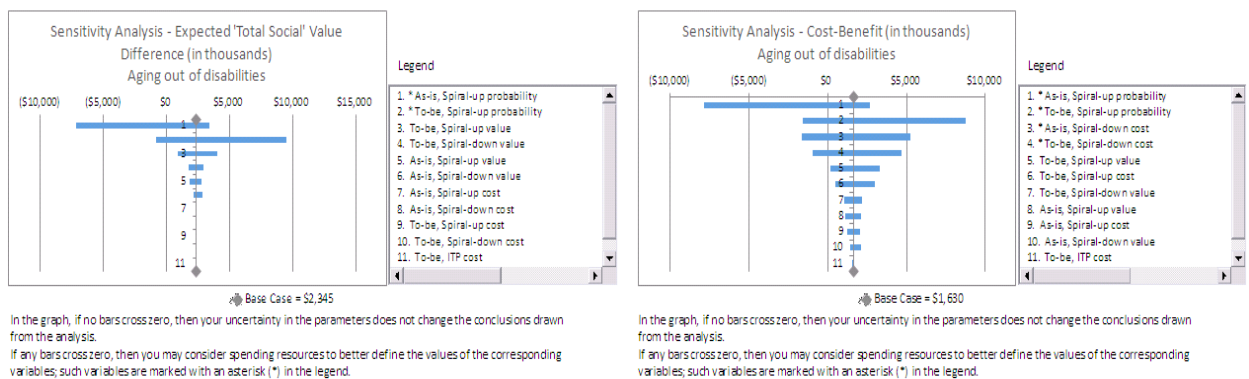 Sensitivity Analysis - Expected 'Total Social' Value
Difference (in thousands)
Aging out of disabilities
($10,000) ($5,000) $0 $5,000 $10,000 $15,000
1
3
5
7
9
11
Legend
1. * As-is, Spiral-up probability
2. * To-be, Spiral-up probability
3. To-be, Spiral-up value
4. To-be, Spiral-down value
5. As-is, Spiral-up value
6. As-is, Spiral-down value
7. As-is, Spiral-up cost
8. As-is, Spiral-down cost
9. To-be, Spiral-up cost
10. To-be, Spiral-down cost
11. To-be, ITP cost
Base Case = $2,345
In the graph, if no bars cross zero, then your uncertainty in the parameters does not change the conclusions drawn
from the analysis.
If any bars cross zero, then you may consider spending resources to better define the values of the corresponding
variables; such variables are marked with an asterisk (*) in the legend.
Sensitivity Analysis - Cost-Benefit (in thousands)
Aging out of disabilities
($10,000) ($5,000) $0 $5,000 $10,000
1
2
3
4
5
6
7
8
9
10
11
Legend
1. * As-is, Spiral-up probability
2. * To-be, Spiral-up probability
3. * As-is, Spiral-down cost
4. * To-be, Spiral-down cost
5. To-be, Spiral-up value
6. To-be, Spiral-up cost
7. To-be, Spiral-down value
8. As-is, Spiral-up value
9. As-is, Spiral-up cost
10. As-is, Spiral-down value
11. To-be, ITP cost
Base Case = $1,630
In the graph, if no bars cross zero, then your uncertainty in the parameters does not change the conclusions drawn
from the analysis.
If any bars cross zero, then you may consider spending resources to better define the values of the corresponding
variables; such variables are marked with an asterisk (*) in the legend.